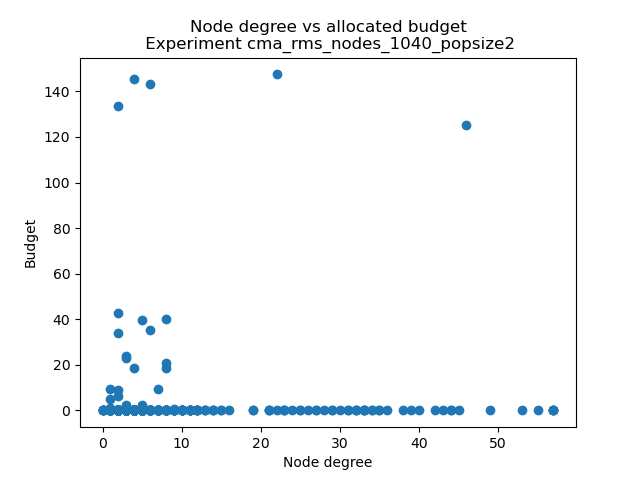 Node degree vs allocated budget
Experiment cma_rms_nodes_1040_popsize2
140
120
100
80
60
40
20
0
Budget
0 10 20 30 40 50
Node degree